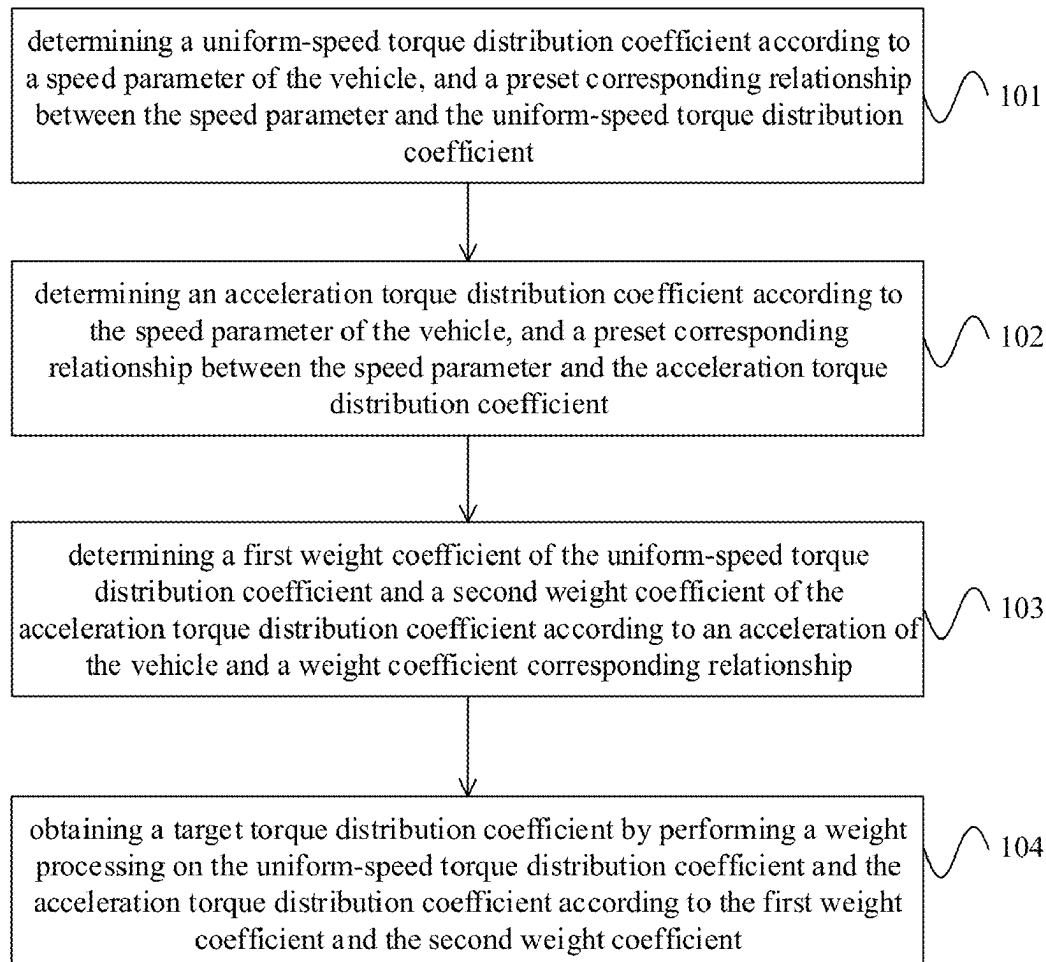 determining a uniform-speed torque distribution coefficient according to
a speed parameter of the vehicle, and a preset corresponding relationship
between the speed parameter and the uniform-speed torque distribution
coefficient
101
determining an acceleration torque distribution coefficient according to
the speed parameter of the vehicle, and a preset corresponding
relationship between the speed parameter and the acceleration torque
distribution coefficient
102
determining a first weight coefficient of the uniform-speed torque
distribution coefficient and a second weight coefficient of the
acceleration torque distribution coefficient according to an acceleration of
the vehicle and a weight coefficient corresponding relationship
103
obtaining a target torque distribution coefficient by performing a weight
processing on the uniform-speed torque distribution coefficient and the
acceleration torque distribution coefficient according to the first weight
coefficient and the second weight coefficient
104